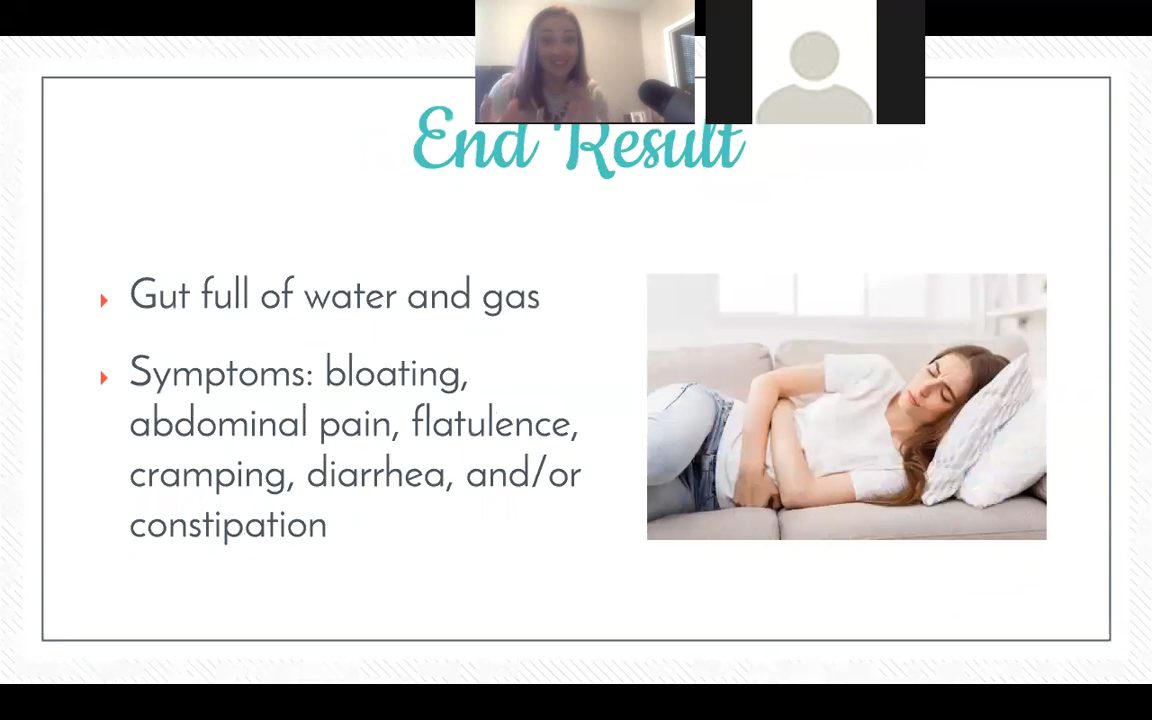 End Result
Gut full of water and gas
Symptoms: bloating,
abdominal pain, flatulence,
cramping, diarrhea, and/or
constipation